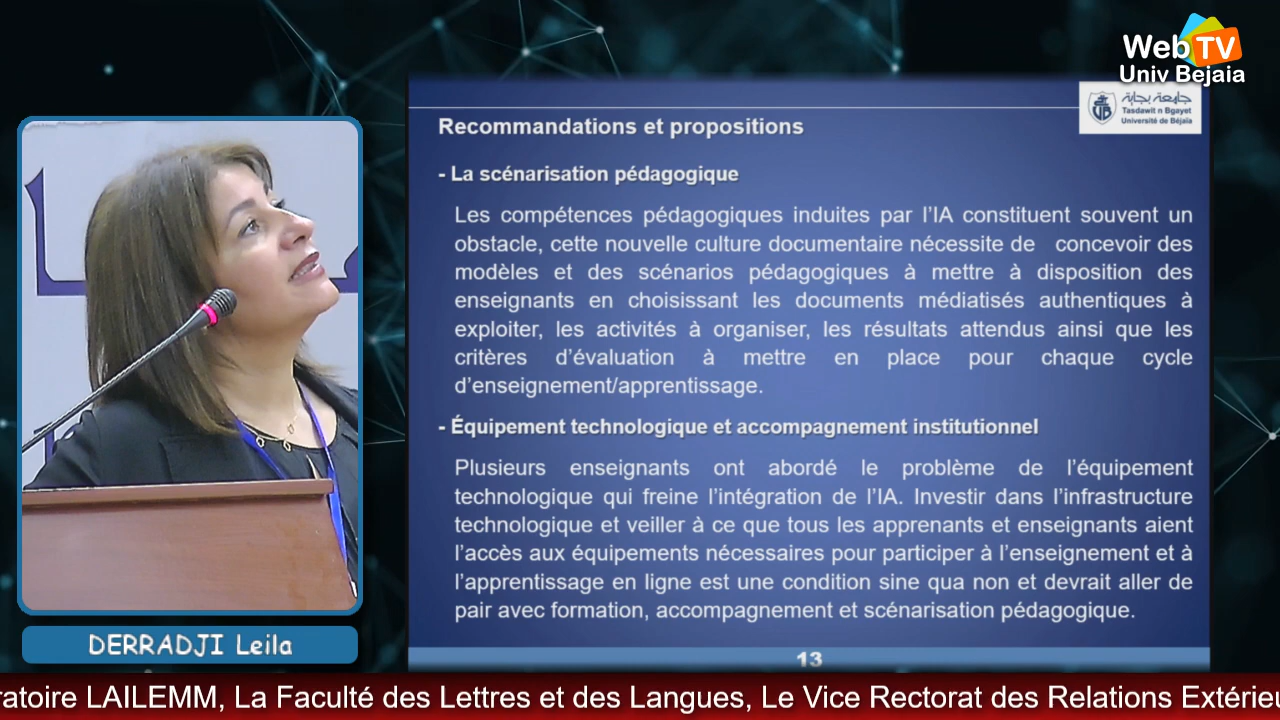 Web TV
Univ Bejaia
جامعة بجاية
Tasdawit n Bgayet
Université de Béjaïa
Recommandations et propositions
- La scénarisation pédagogique
Les compétences pédagogiques induites par l’IA constituent souvent un
obstacle, cette nouvelle culture documentaire nécessite de concevoir des
modèles et des scénarios pédagogiques à mettre à disposition des
enseignants en choisissant les documents médiatisés authentiques à
exploiter, les activités à organiser, les résultats attendus ainsi que les
critères d’évaluation à mettre en place pour chaque cycle
d’enseignement/apprentissage.
- Équipement technologique et accompagnement institutionnel
Plusieurs enseignants ont abordé le problème de l’équipement
technologique qui freine l’intégration de l’IA. Investir dans l’infrastructure
technologique et veiller à ce que tous les apprenants et enseignants aient
l’accès aux équipements nécessaires pour participer à l’enseignement et à
l’apprentissage en ligne est une condition sine qua non et devrait aller de
pair avec formation, accompagnement et scénarisation pédagogique.
13
DERRADJI Leila
ratoire LAILEMM, La Faculté des Lettres et des Langues, Le Vice Rectorat des Relations Extérieu